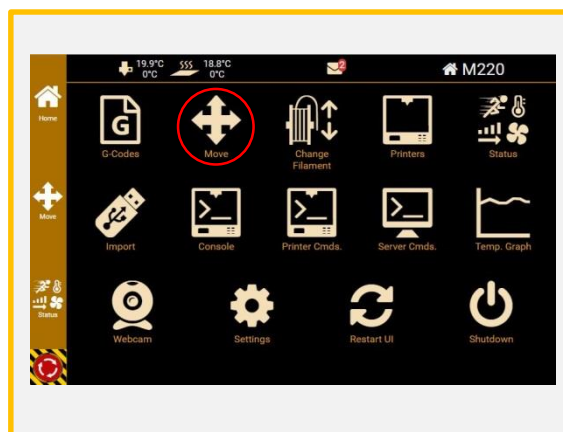 19.9°C
0°C
18.8°C
0°C
2
M220
Home
G
G-Codes
Move
Change
Filament
Printers
Status
Move
Import
>_
Console
>_
Printer Cmds.
>_
Server Cmds.
Temp. Graph
Status
Webcam
Settings
Restart UI
Shutdown